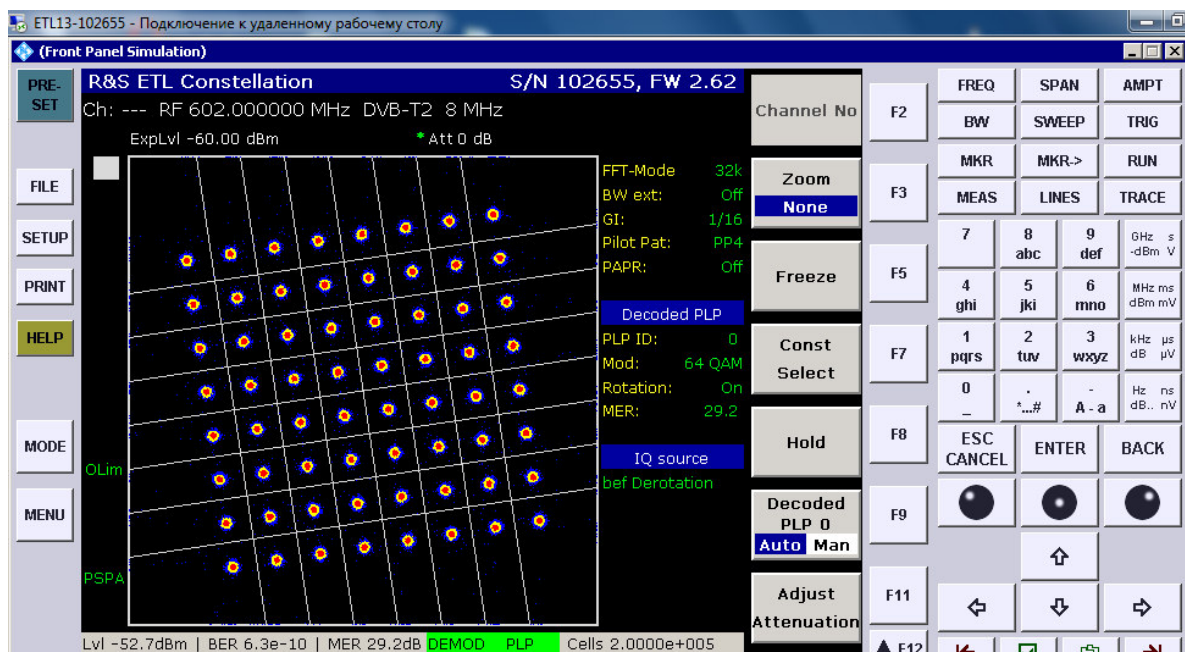 ETL13-102655 - Подключение к удаленному рабочему столу
(Front Panel Simulation)
PRE-
SET
FILE
SETUP
PRINT
HELP
MODE
MENU
R&S ETL Constellation S/N 102655, FW 2.62
Ch: --- RF 602.000000 MHz DVB-T2 8 MHz
ExpLvl -60.00 dBm * Att 0 dB
OLim
PSPA
FFT-Mode 32k
BW ext: Off
GI: 1/16
Pilot Pat: PP4
PAPR: Off
Decoded PLP
PLP ID: 0
Mod: 64 QAM
Rotation: On
MER: 29.2
IQ source
bef Derotation
Lvl -52.7dBm | BER 6.3e-10 | MER 29.2dB DEMOD PLP Cells 2.0000e+005
Channel No
Zoom
None
Freeze
Const
Select
Hold
Decoded
PLP 0
Auto Man
Adjust
Attenuation
F2
F3
F5
F7
F8
F9
F11
F12
FREQ SPAN AMPT
BW SWEEP TRIG
MKR MKR-> RUN
MEAS LINES TRACE
7 8 9 GHz s
abc def -dBm V
4 5 6 MHz ms
ghi jkl mno dBm mV
1 2 3 kHz µs
pqrs tuv wxyz dB µV
0 . - Hz ns
_ *...# A - a dB.. nV
ESC
CANCEL ENTER BACK